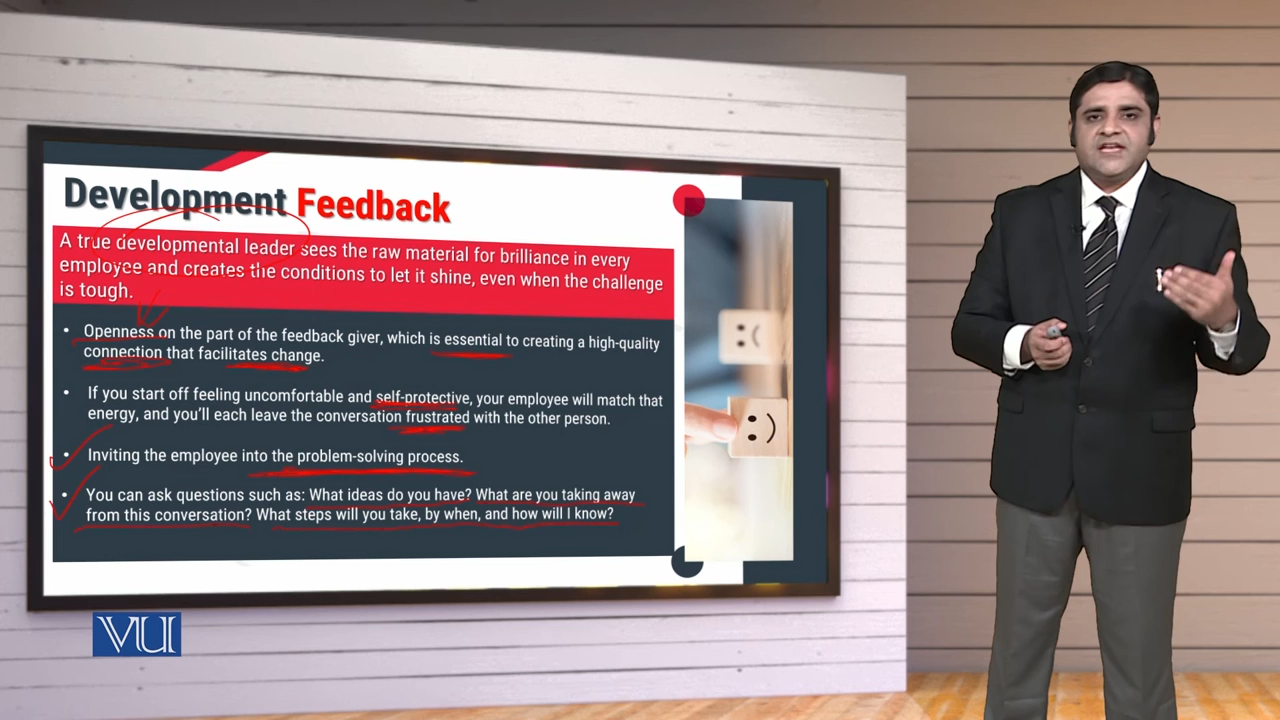 Development Feedback
A true developmental leader sees the raw material for brilliance in every
employee and creates the conditions to let it shine, even when the challenge
is tough.
• Openness on the part of the feedback giver, which is essential to creating a high-quality
connection that facilitates change.
• If you start off feeling uncomfortable and self-protective, your employee will match that
energy, and you'll each leave the conversation frustrated with the other person.
• Inviting the employee into the problem-solving process.
• You can ask questions such as: What ideas do you have? What are you taking away
from this conversation? What steps will you take, by when, and how will I know?
VU